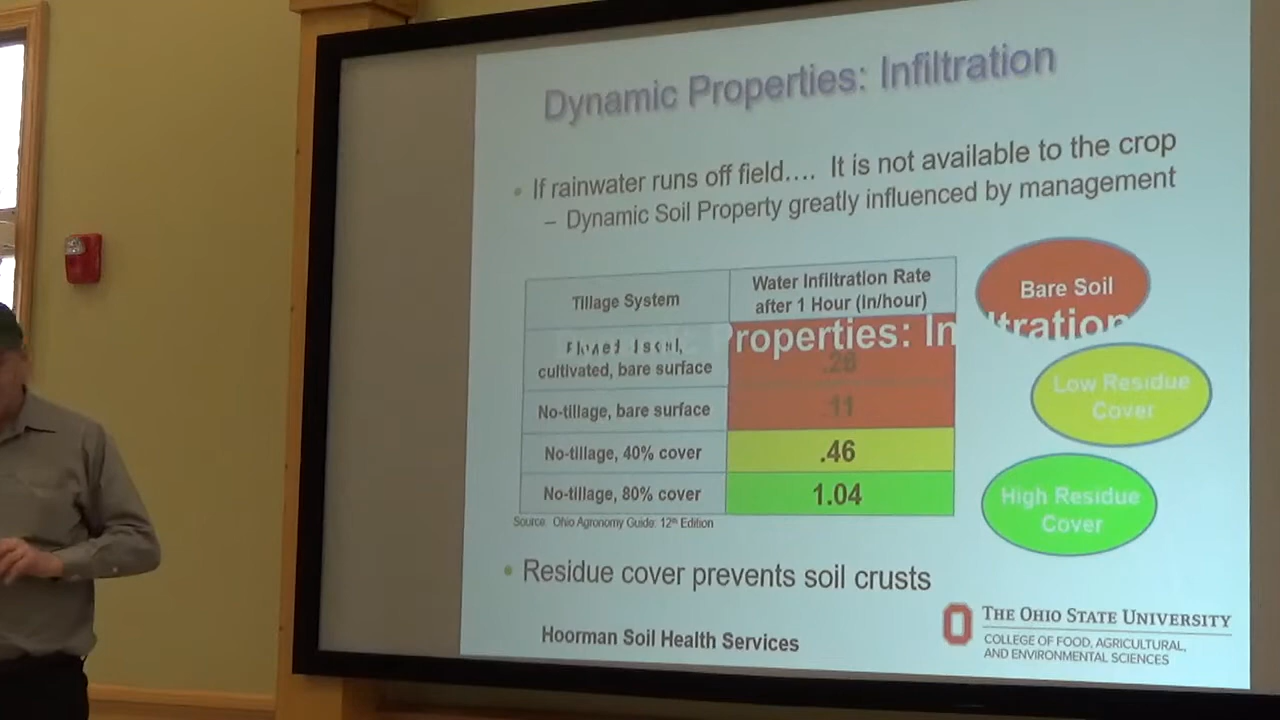 Dynamic Properties: Infiltration
• If rainwater runs off field…. It is not available to the crop
– Dynamic Soil Property greatly influenced by management
Tillage System
Water Infiltration Rate
after 1 Hour (In/hour)
Properties: Infiltration
cultivated, bare surface
.26
No-tillage, bare surface
.11
No-tillage, 40% cover
.46
No-tillage, 80% cover
1.04
Bare Soil
Low Residue
Cover
High Residue
Cover
Source: Ohio Agronomy Guide: 12th Edition
• Residue cover prevents soil crusts
Hoorman Soil Health Services
THE OHIO STATE UNIVERSITY
COLLEGE OF FOOD, AGRICULTURAL,
AND ENVIRONMENTAL SCIENCES